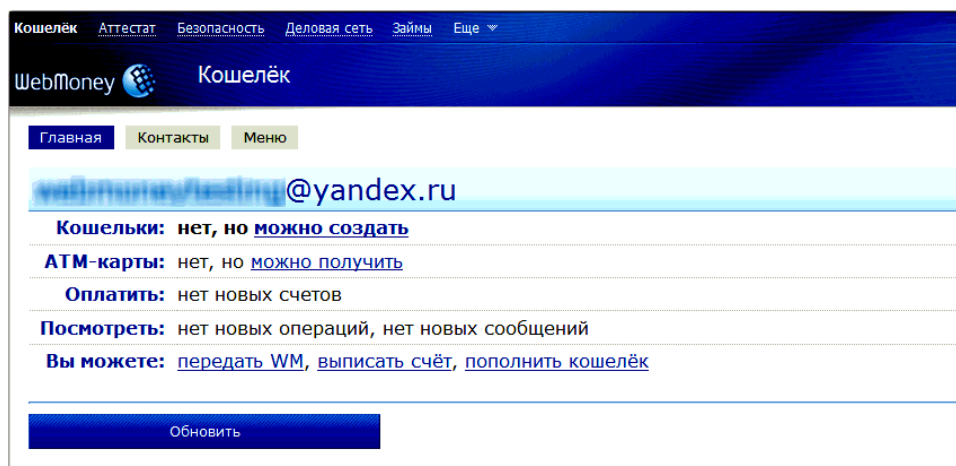 Кошелёк Аттестат Безопасность Деловая сеть Займы Еще
WebMoney Кошелёк
Главная Контакты Меню
@yandex.ru
Кошельки: нет, но можно создать
АТМ-карты: нет, но можно получить
Оплатить: нет новых счетов
Посмотреть: нет новых операций, нет новых сообщений
Вы можете: передать WM, выписать счёт, пополнить кошелёк
Обновить